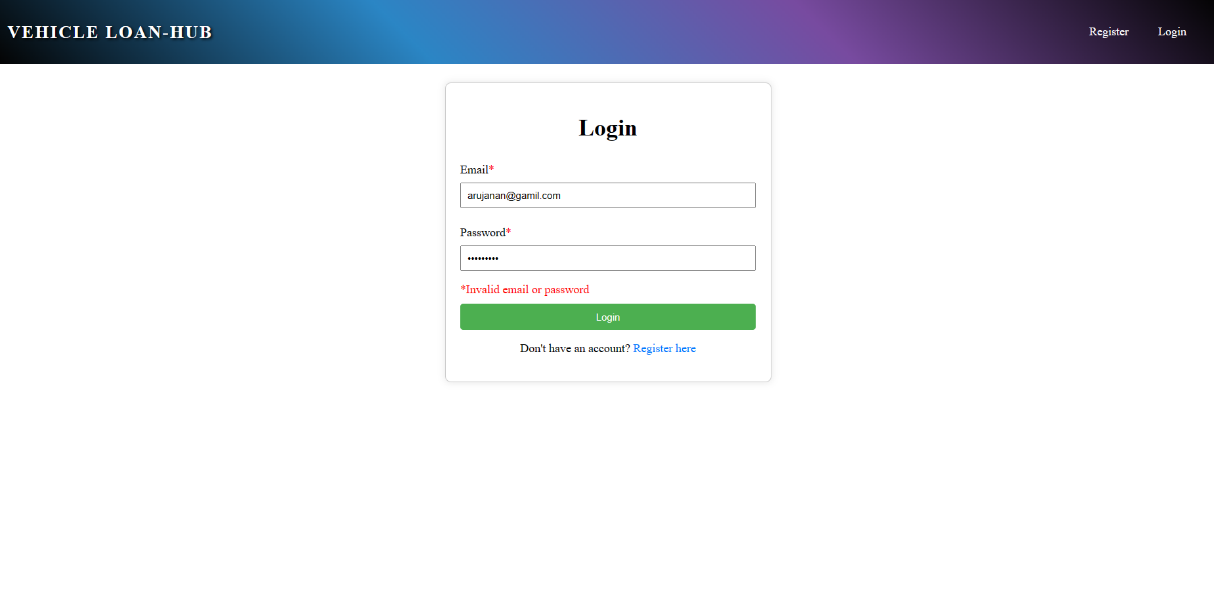 VEHICLE LOAN-HUB
Register
Login
Login
Email*
arujanan@gamil.com
Password*
•••••••••
*Invalid email or password
Login
Don't have an account? Register here